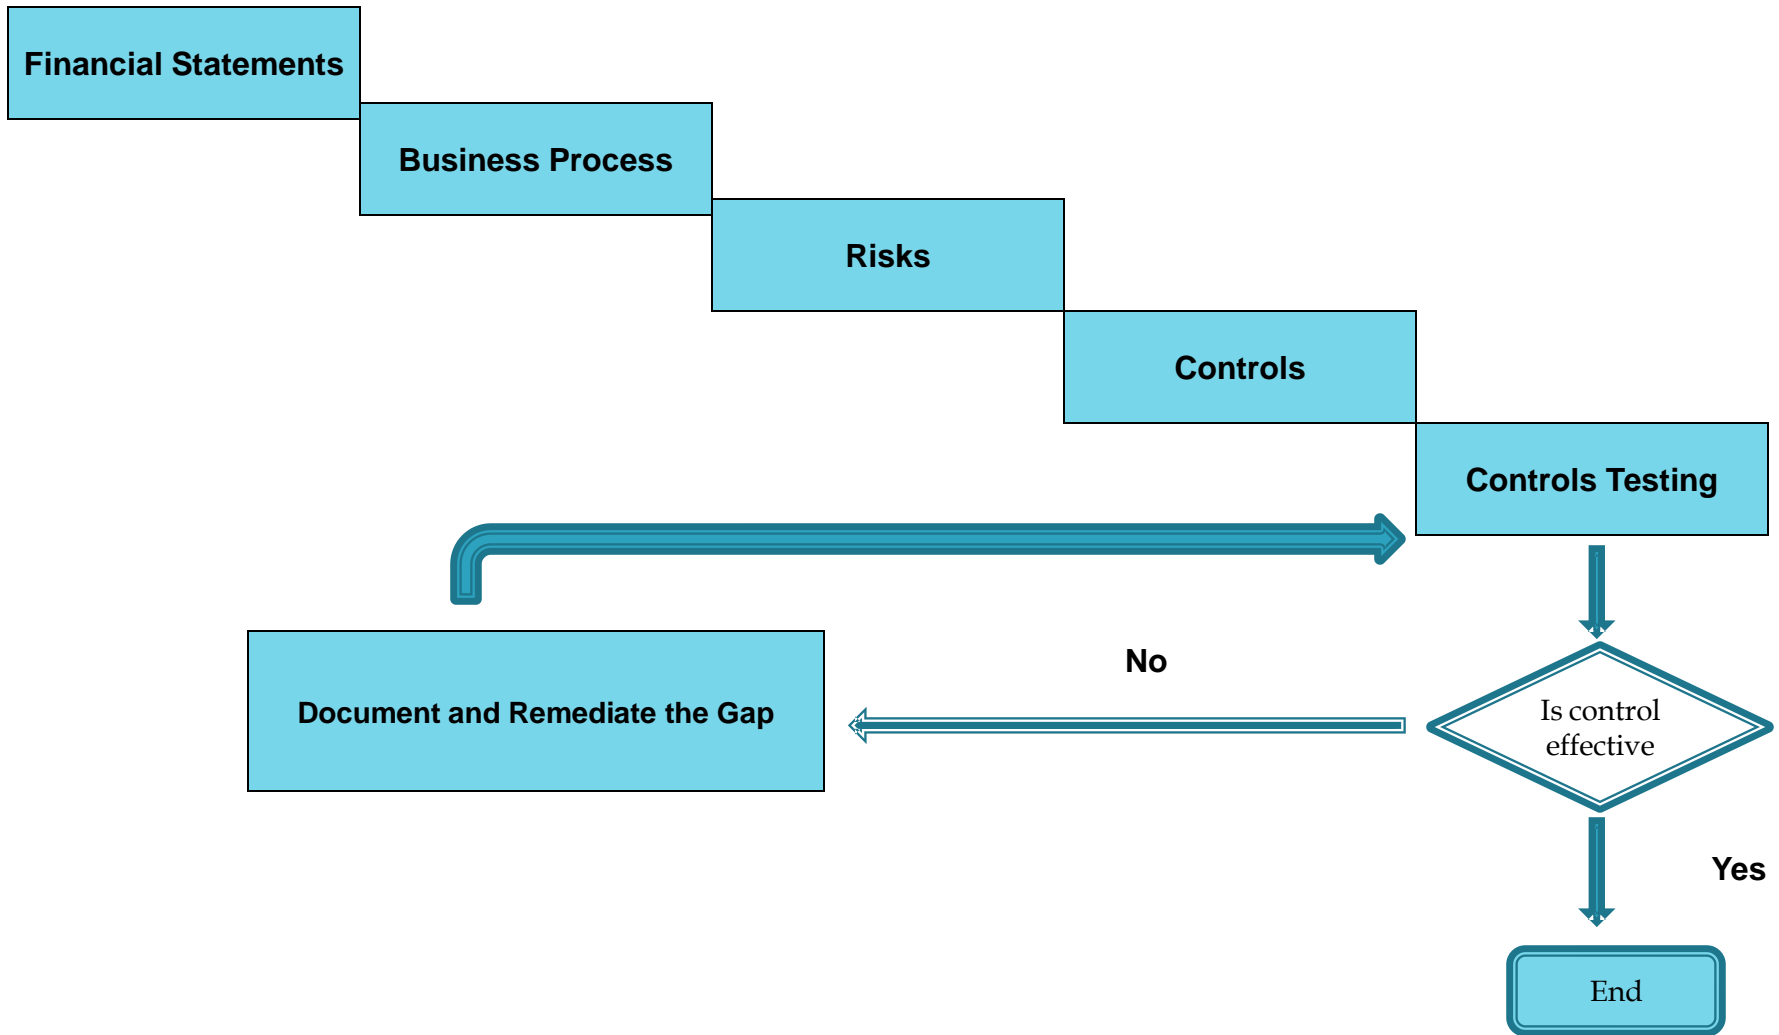 Financial Statements
Business Process
Risks
Controls
Controls Testing
No
Document and Remediate the Gap
Is control
effective
Yes
End